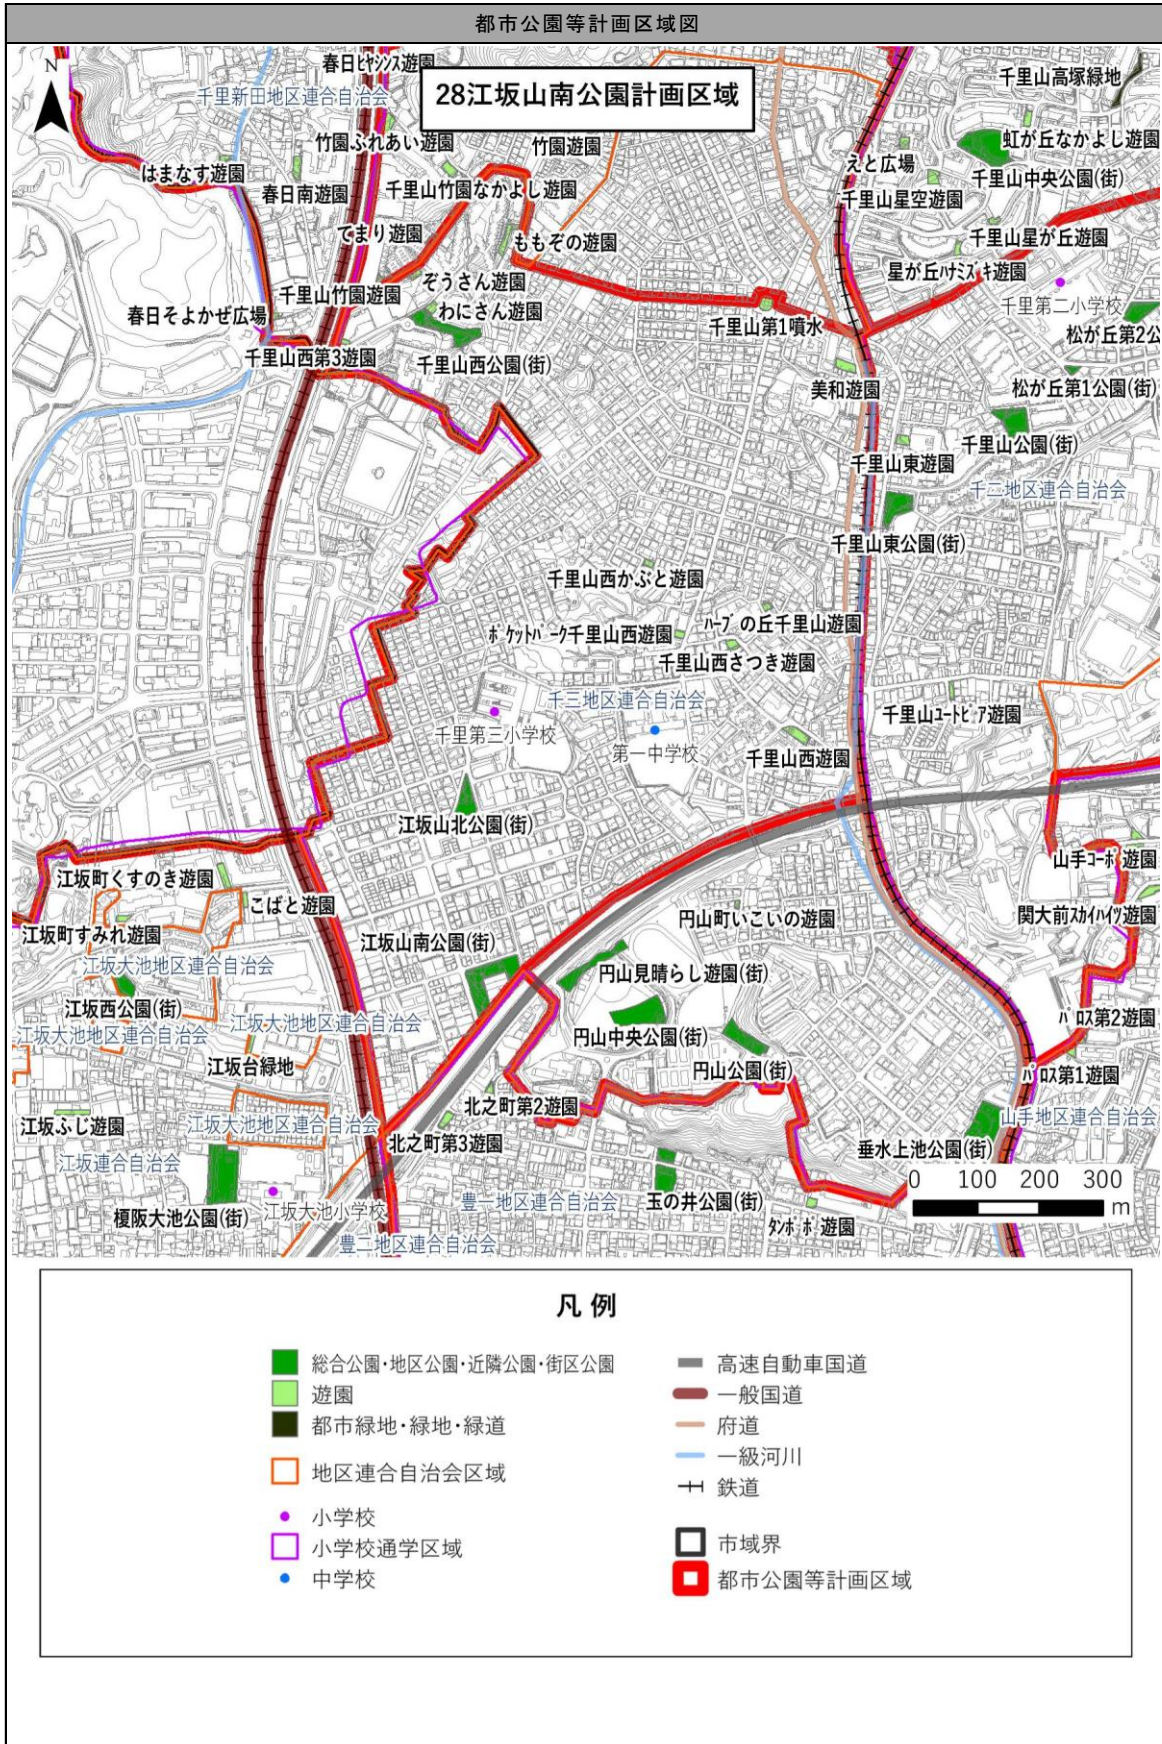 都市公園等計画区域図
N
28江坂山南公園計画区域
春日ﾋﾔｼﾝｽ遊園
千里新田地区連合自治会
千里山高塚緑地
竹園ふれあい遊園
竹園遊園
虹が丘なかよし遊園
えと広場
はまなす遊園
春日南遊園
千里山竹園なかよし遊園
千里山中央公園(街)
千里山星空遊園
てまり遊園
ももぞの遊園
千里山星が丘遊園
ぞうさん遊園
星が丘ﾊﾅﾐｽﾞｷ遊園
千里山竹園遊園
千里第二小学校
春日そよかぜ広場
わにさん遊園
千里山第1噴水
松が丘第2公
千里山西第3遊園
千里山西公園(街)
美和遊園
松が丘第1公園(街)
千里山公園(街)
千里山東遊園
千二地区連合自治会
千里山東公園(街)
千里山西かぶと遊園
ﾎﾟｹｯﾄﾊﾟｰｸ千里山西遊園
ﾊｰﾌﾞの丘千里山遊園
千里山西さつき遊園
千三地区連合自治会
千里山ﾕｰﾄﾋﾟｱ遊園
千里第三小学校
第一中学校
千里山西遊園
江坂山北公園(街)
山手ｺｰﾎﾟ遊園
江坂町くすのき遊園
こばと遊園
円山町いこいの遊園
関大前ｽｶｲﾊｲﾂ遊園
江坂町すみれ遊園
江坂山南公園(街)
江坂大池地区連合自治会
円山見晴らし遊園(街)
江坂西公園(街)
江坂大池地区連合自治会
江坂大池地区連合自治会
円山中央公園(街)
ﾊﾟﾛｽ第2遊園
江坂台緑地
円山公園(街)
ﾊﾟﾛｽ第1遊園
江坂ふじ遊園
江坂大池地区連合自治会
北之町第2遊園
山手地区連合自治会
北之町第3遊園
垂水上池公園(街)
江坂連合自治会
0 100 200 300
m
榎阪大池公園(街)
江坂大池小学校
豊一地区連合自治会
玉の井公園(街)
ﾀﾝﾎﾟﾎﾟ遊園
豊二地区連合自治会
凡例
総合公園･地区公園･近隣公園･街区公園
遊園
都市緑地･緑地･緑道
地区連合自治会区域
小学校
小学校通学区域
中学校
高速自動車国道
一般国道
府道
一級河川
鉄道
市域界
都市公園等計画区域